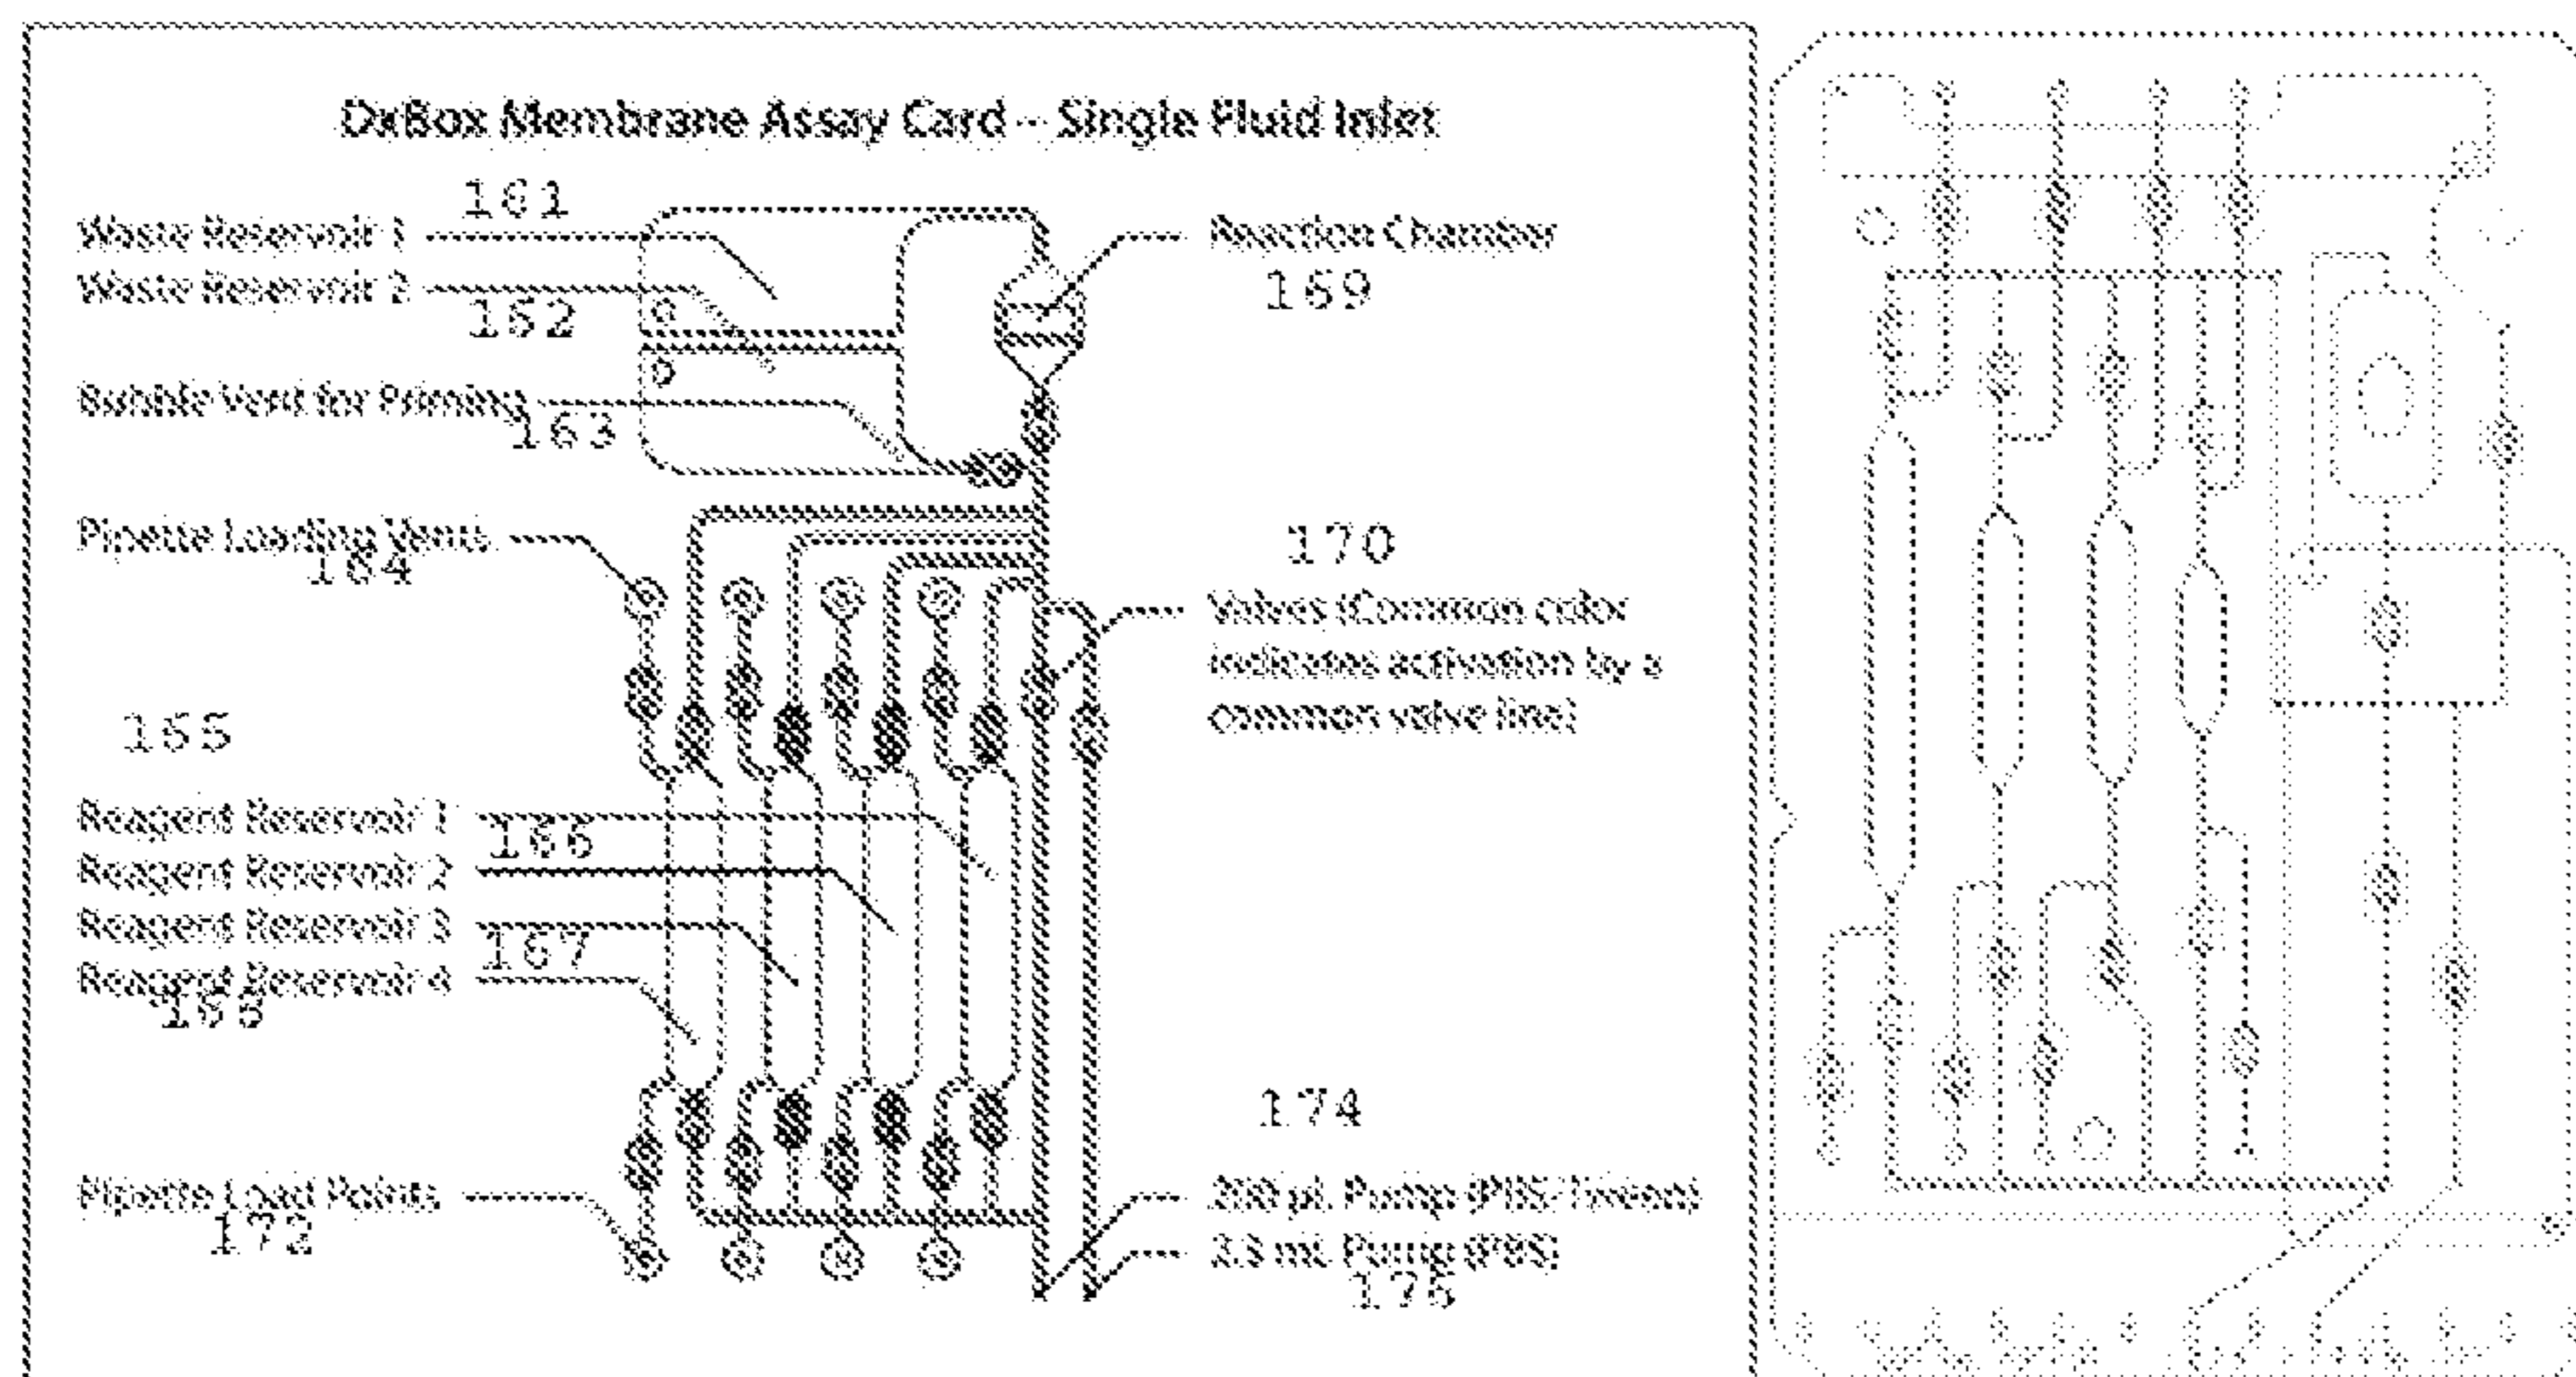 DxBox Membrane Assay Card -- Single Fluid Inlet
161
Waste Reservoir 1
Waste Reservoir 2
162
Bubble Vent for Priming
163
Pipette Loading Vents
164
165
Reagent Reservoir 1
166
Reagent Reservoir 2
Reagent Reservoir 3
167
Reagent Reservoir 4
168
Pipette Load Points
172
Reaction Chamber
169
170
Valves (Common color
indicates activation by a
common valve line)
174
200 µL Pump (PBS-Tween)
Pump (PBS)